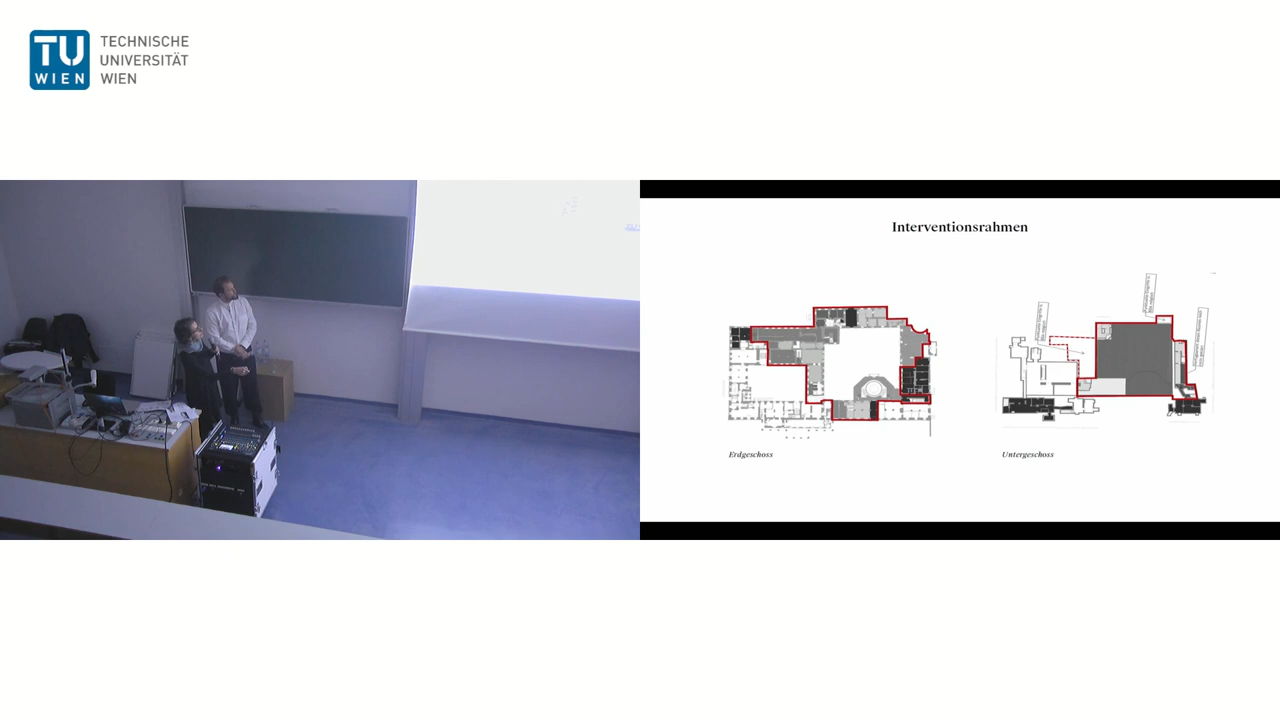 TU
WIEN
TECHNISCHE
UNIVERSITÄT
WIEN
Interventionsrahmen
Erdgeschoss
Untergeschoss